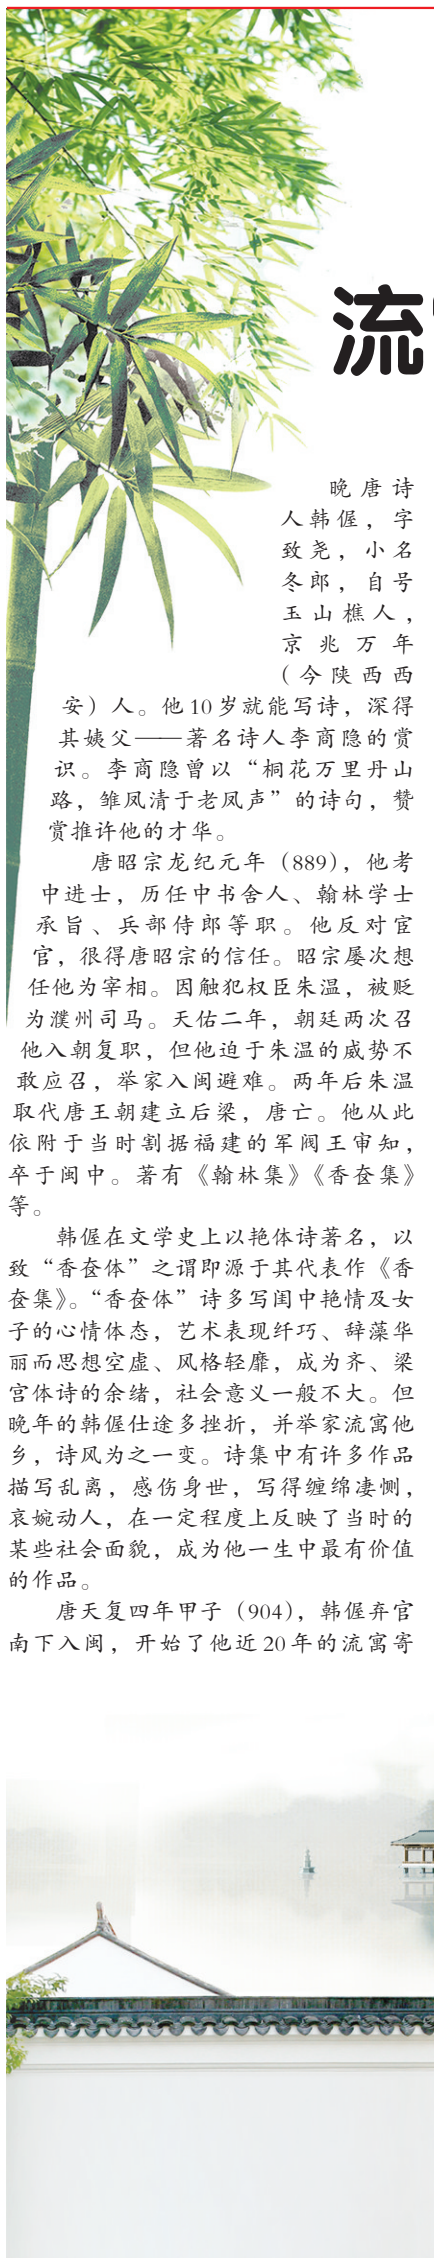 流
晚唐诗
人韩偓，字
致尧，小名
冬郎，自号
玉山樵人，
京兆万年
（今陕西西
安）人。他10岁就能写诗，深得
其姨父——著名诗人李商隐的赏
识。李商隐曾以“桐花万里丹山
路，雏凤清于老凤声”的诗句，赞
赏推许他的才华。
唐昭宗龙纪元年（889），他考
中进士，历任中书舍人、翰林学士
承旨、兵部侍郎等职。他反对宦
官，很得唐昭宗的信任。昭宗屡次想
任他为宰相。因触犯权臣朱温，被贬
为濮州司马。天佑二年，朝廷两次召
他入朝复职，但他迫于朱温的威势不
敢应召，举家入闽避难。两年后朱温
取代唐王朝建立后梁，唐亡。他从此
依附于当时割据福建的军阀王审知，
卒于闽中。著有《翰林集》《香奁集》
等。
韩偓在文学史上以艳体诗著名，以
致“香奁体”之谓即源于其代表作《香
奁集》。“香奁体”诗多写闺中艳情及女
子的心情体态，艺术表现纤巧、辞藻华
丽而思想空虚、风格轻靡，成为齐、梁
宫体诗的余绪，社会意义一般不大。但
晚年的韩偓仕途多挫折，并举家流寓他
乡，诗风为之一变。诗集中有许多作品
描写乱离，感伤身世，写得缠绵凄恻，
哀婉动人，在一定程度上反映了当时的
某些社会面貌，成为他一生中最有价值
的作品。
唐天复四年甲子（904），韩偓弃官
南下入闽，开始了他近20年的流寓寄